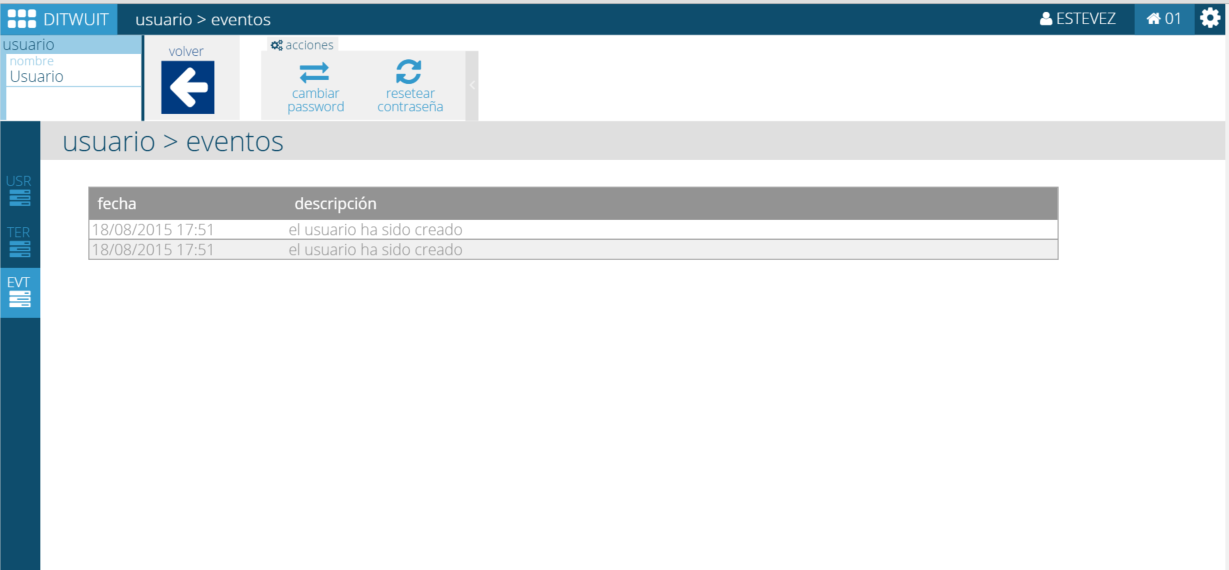 DITWUIT usuario > eventos ESTEVEZ 01
usuario
nombre
Usuario
volver
acciones
cambiar
password
resetear
contraseña
usuario > eventos
USR
TER
EVT
fecha descripción
18/08/2015 17:51 el usuario ha sido creado
18/08/2015 17:51 el usuario ha sido creado